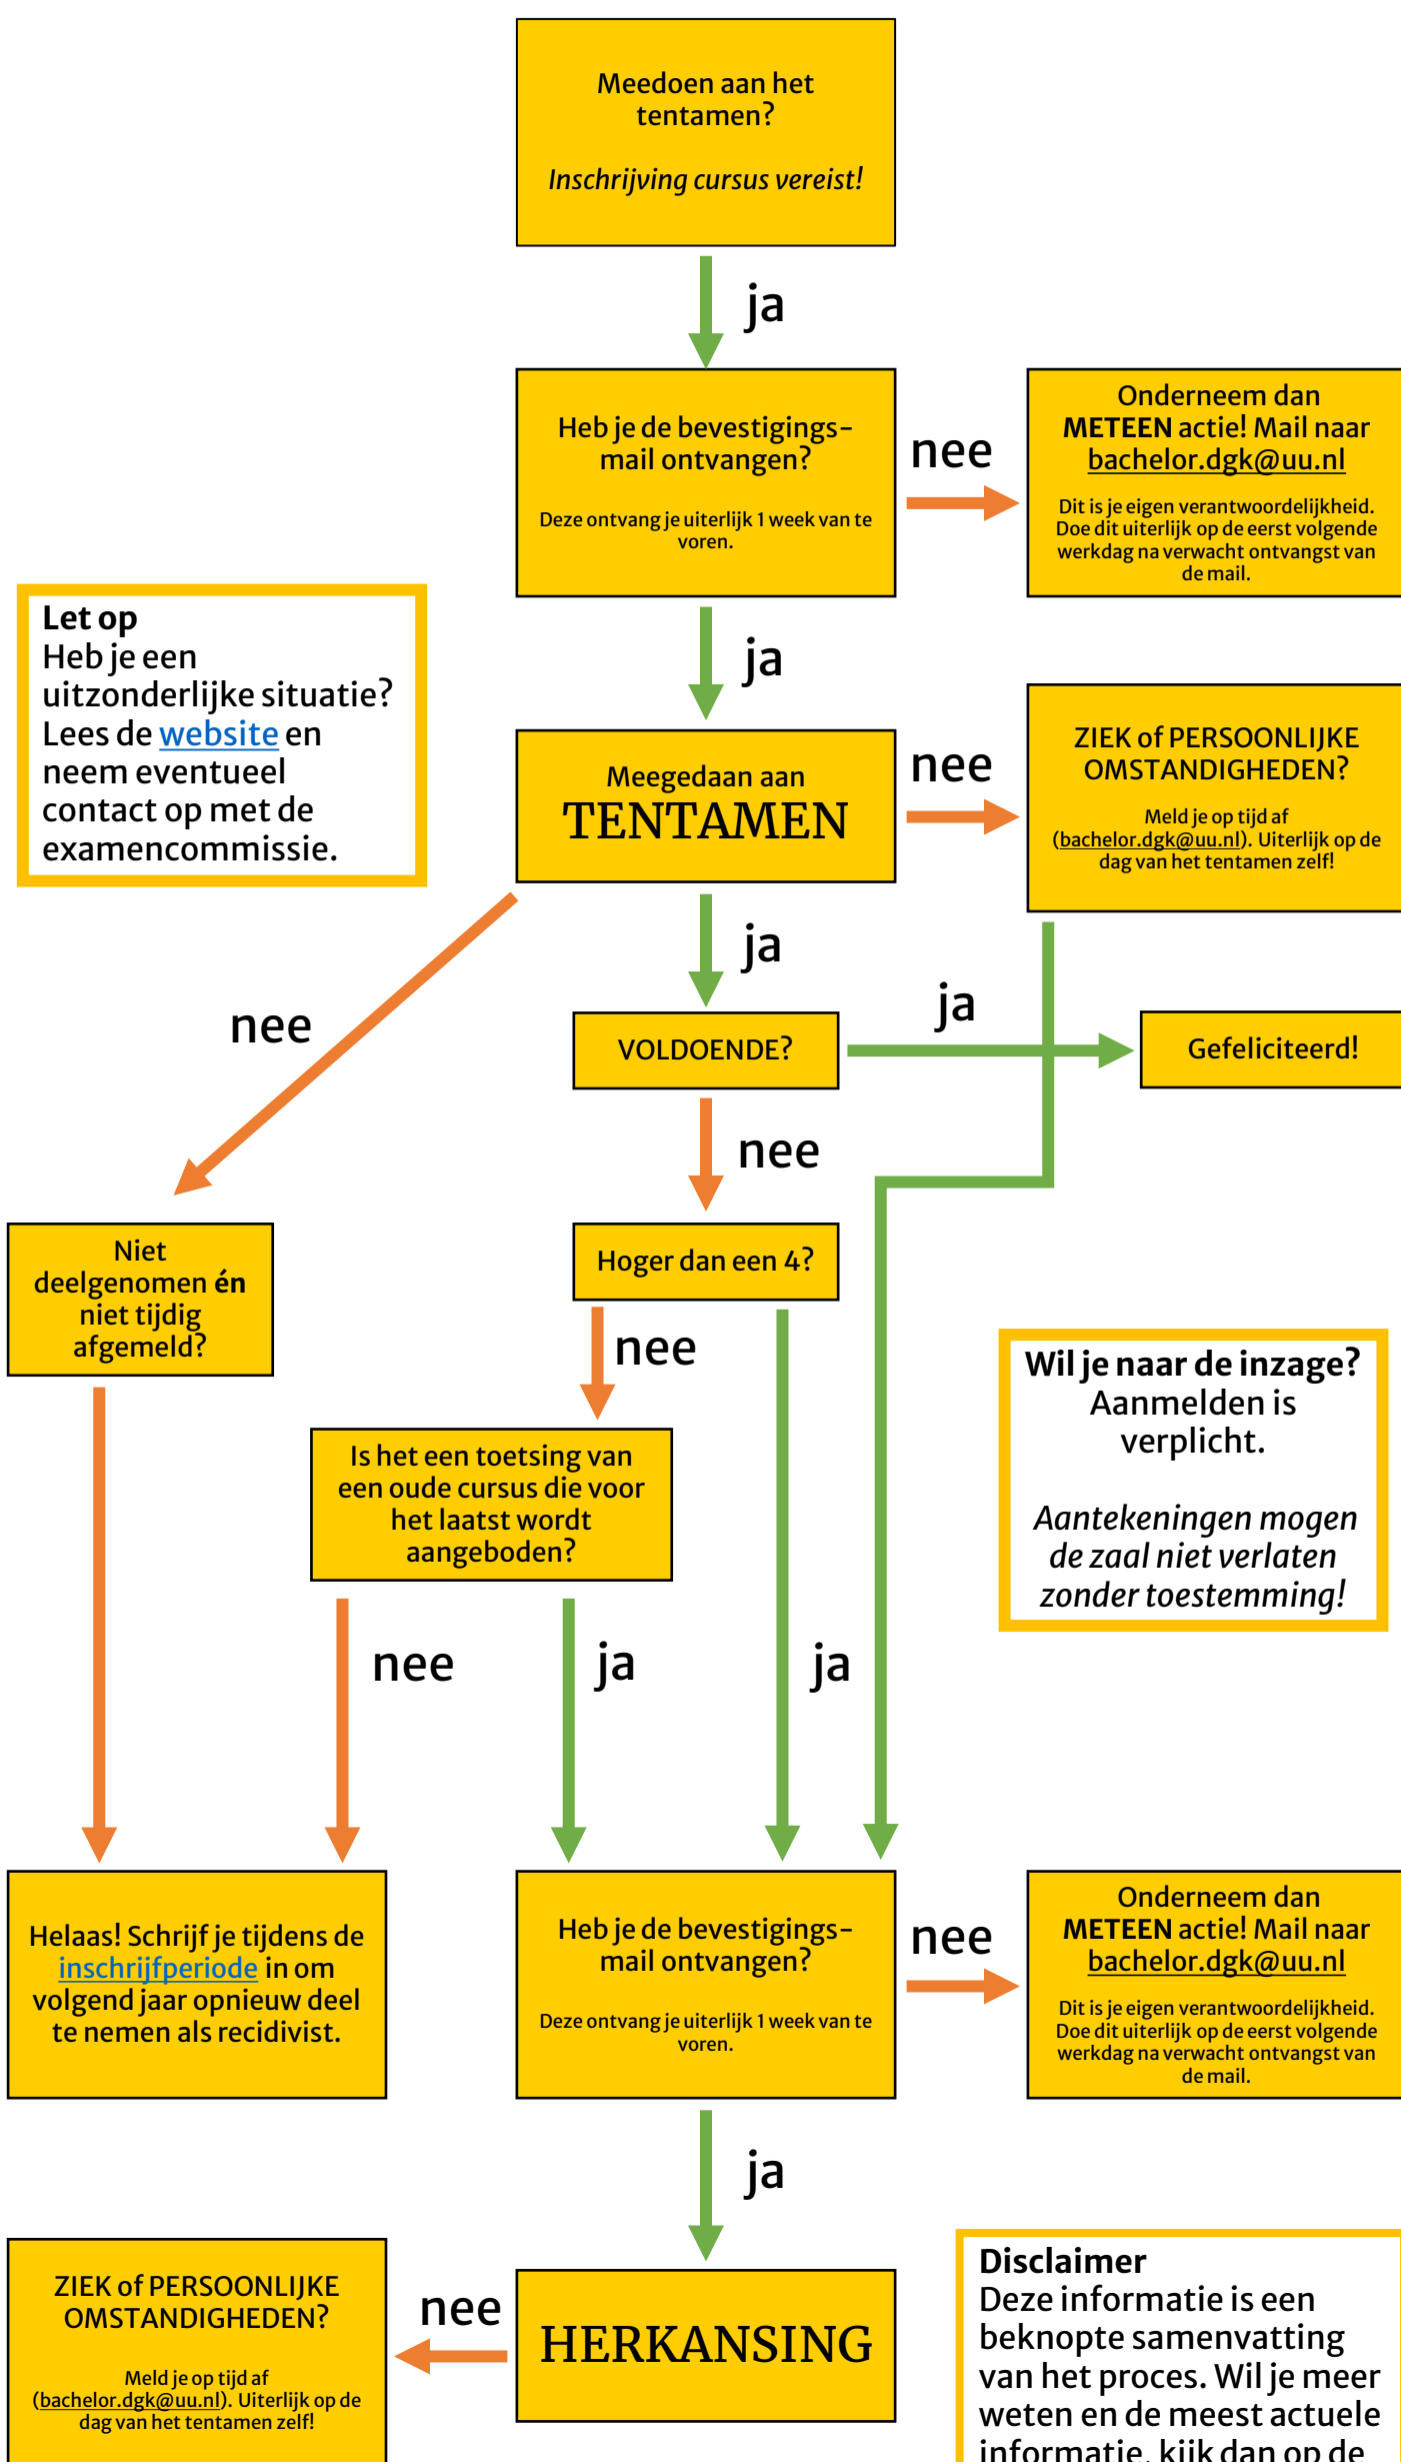 Meedoen aan het
tentamen?
Inschrijving cursus vereist!
ja
Heb je de bevestigings-
mail ontvangen?
Deze ontvang je uiterlijk 1 week van te
voren.
nee
Onderneem dan
METEEN actie! Mail naar
bachelor.dgk@uu.nl
Dit is je eigen verantwoordelijkheid.
Doe dit uiterlijk op de eerst volgende
werkdag na verwacht ontvangst van
de mail.
Let op
Heb je een
uitzonderlijke situatie?
Lees de website en
neem eventueel
contact op met de
examencommissie.
ja
Meegedaan aan
TENTAMEN
nee
ZIEK of PERSOONLIJKE
OMSTANDIGHEDEN?
Meld je op tijd af
(bachelor.dgk@uu.nl). Uiterlijk op de
dag van het tentamen zelf!
nee
ja
VOLDOENDE?
ja
Gefeliciteerd!
nee
Niet
deelgenomen én
niet tijdig
afgemeld?
Hoger dan een 4?
nee
Wil je naar de inzage?
Aanmelden is
verplicht.
Aantekeningen mogen
de zaal niet verlaten
zonder toestemming!
Is het een toetsing van
een oude cursus die voor
het laatst wordt
aangeboden?
nee
ja
ja
Helaas! Schrijf je tijdens de
inschrijfperiode in om
volgend jaar opnieuw deel
te nemen als recidivist.
Heb je de bevestigings-
mail ontvangen?
Deze ontvang je uiterlijk 1 week van te
voren.
nee
Onderneem dan
METEEN actie! Mail naar
bachelor.dgk@uu.nl
Dit is je eigen verantwoordelijkheid.
Doe dit uiterlijk op de eerst volgende
werkdag na verwacht ontvangst van
de mail.
ja
ZIEK of PERSOONLIJKE
OMSTANDIGHEDEN?
Meld je op tijd af
(bachelor.dgk@uu.nl). Uiterlijk op de
dag van het tentamen zelf!
nee
HERKANSING
Disclaimer
Deze informatie is een
beknopte samenvatting
van het proces. Wil je meer
weten en de meest actuele
informatie, kijk dan op de